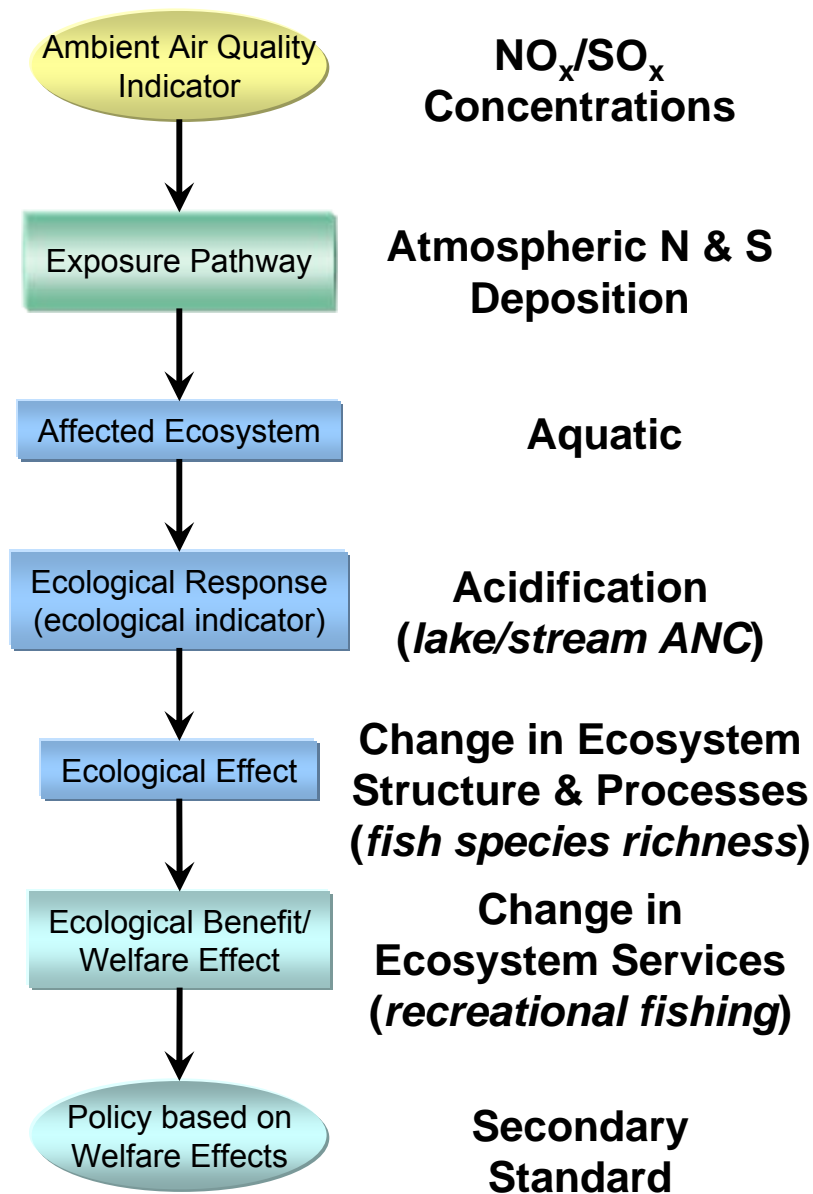 Ambient Air Quality
Indicator
NOx/SOx
Concentrations
Exposure Pathway
Atmospheric N & S
Deposition
Affected Ecosystem
Aquatic
Ecological Response
(ecological indicator)
Acidification
(lake/stream ANC)
Ecological Effect
Change in Ecosystem
Structure & Processes
(fish species richness)
Ecological Benefit/
Welfare Effect
Change in
Ecosystem Services
(recreational fishing)
Policy based on
Welfare Effects
Secondary
Standard